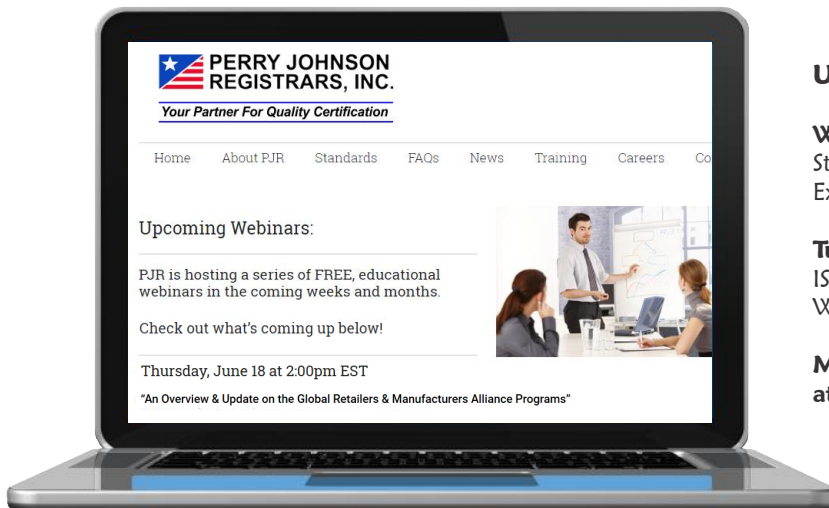 PERRY JOHNSON
REGISTRARS, INC.
Your Partner For Quality Certification
Home About PJR Standards FAQs News Training Careers
Upcoming Webinars:
PJR is hosting a series of FREE, educational
webinars in the coming weeks and months.
Check out what's coming up below!
Thursday, June 18 at 2:00pm EST
"An Overview & Update on the Global Retailers & Manufacturers Alliance Programs"